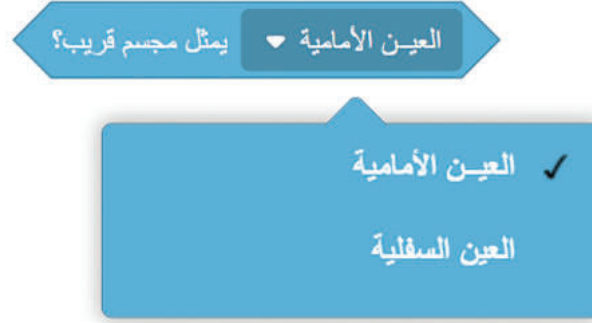 العيـن الأمامية يمثل مجسم قريب؟
العيـن الأمامية
العين السفلية